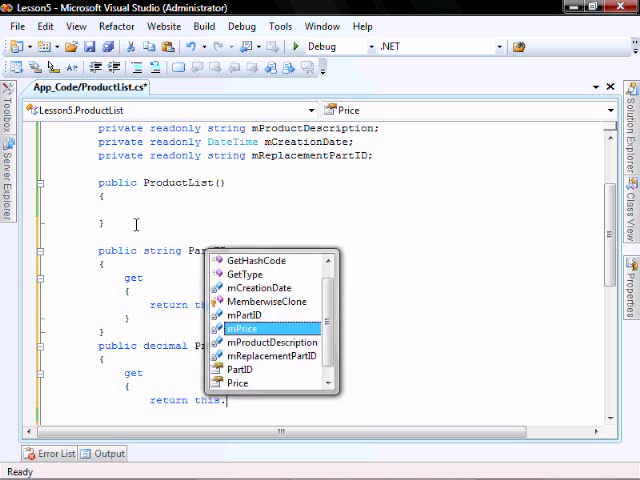 Lesson5 - Microsoft Visual Studio (Administrator)
File Edit View Refactor Website Build Debug Tools Window Help
Debug .NET
App_Code/ProductList.cs*
Lesson5.ProductList Price
private readonly string mProductDescription;
private readonly DateTime mCreationDate;
private readonly string mReplacementPartID;
public ProductList()
{
}
public string
{
get
{
return
}
}
public decimal
{
get
{
return this.
GetHashCode
GetType
mCreationDate
MemberwiseClone
mPartID
mPrice
mProductDescription
mReplacementPartID
PartID
Price
Toolbox
Server Explorer
Solution Explorer
Class View
Properties
Error List Output
Ready